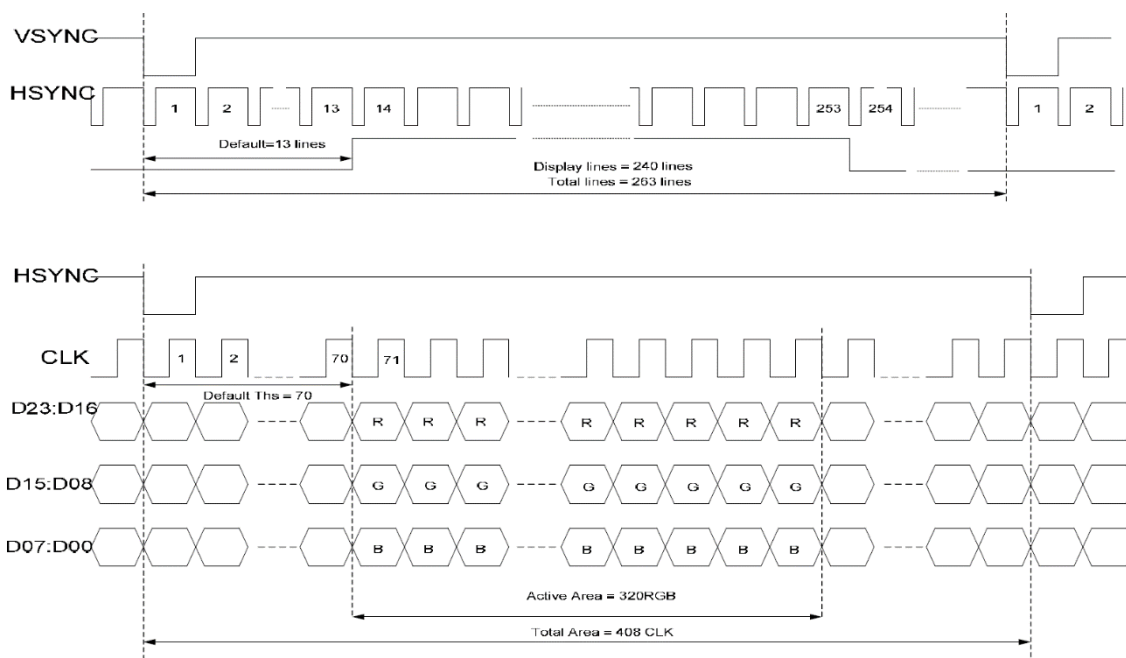 VSYNC
HSYNC 1 2 13 14 253 254 1 2
Default=13 lines
Display lines = 240 lines
Total lines = 263 lines
HSYNC
CLK 1 2 70 71
Default Ths = 70
D23:D16 R R R R R R R R
D15:D08 G G G G G G G G
D07:D00 B B B B B B B B
Active Area = 320RGB
Total Area = 408 CLK